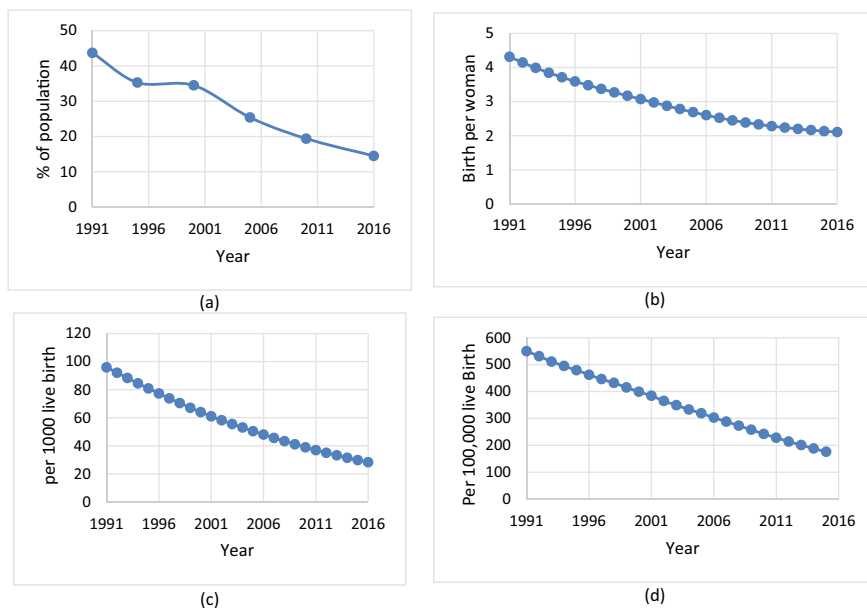 % of population
50
40
30
20
10
0
1991 1996 2001 2006 2011 2016
Year
(a)
Birth per woman
5
4
3
2
1
0
1991 1996 2001 2006 2011 2016
Year
(b)
per 1000 live birth
120
100
80
60
40
20
0
1991 1996 2001 2006 2011 2016
Year
(c)
Per 100,000 live Birth
600
500
400
300
200
100
0
1991 1996 2001 2006 2011 2016
Year
(d)